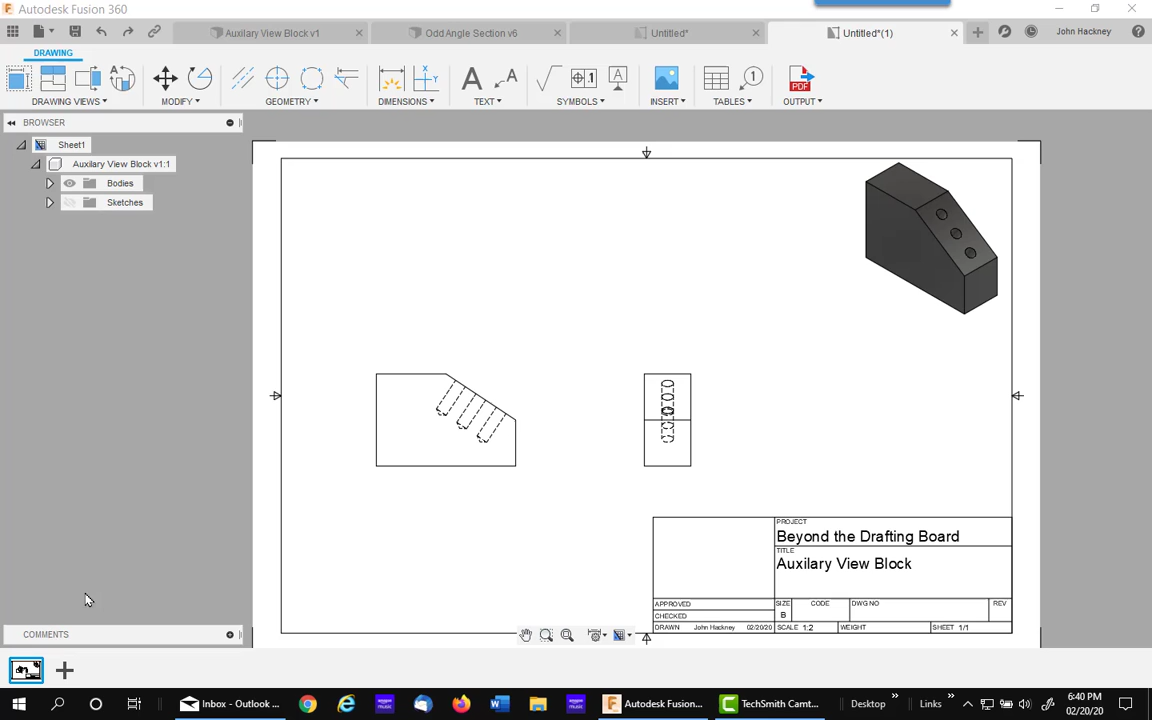 Autodesk Fusion 360
Auxilary View Block v1
Odd Angle Section v6
Untitled*
Untitled*(1)
John Hackney
DRAWING
DRAWING VIEWS
MODIFY
GEOMETRY
DIMENSIONS
TEXT
SYMBOLS
INSERT
TABLES
PDF
OUTPUT
BROWSER
Sheet1
Auxilary View Block v1:1
Bodies
Sketches
PROJECT
Beyond the Drafting Board
TITLE
Auxilary View Block
APPROVED
CHECKED
DRAWN John Hackney 02/20/20
SIZE CODE DWG NO REV
B
SCALE 1:2 WEIGHT SHEET 1/1
COMMENTS
Inbox - Outlook ...
Autodesk Fusion...
TechSmith Camt...
Desktop
Links
6:40 PM
02/20/20